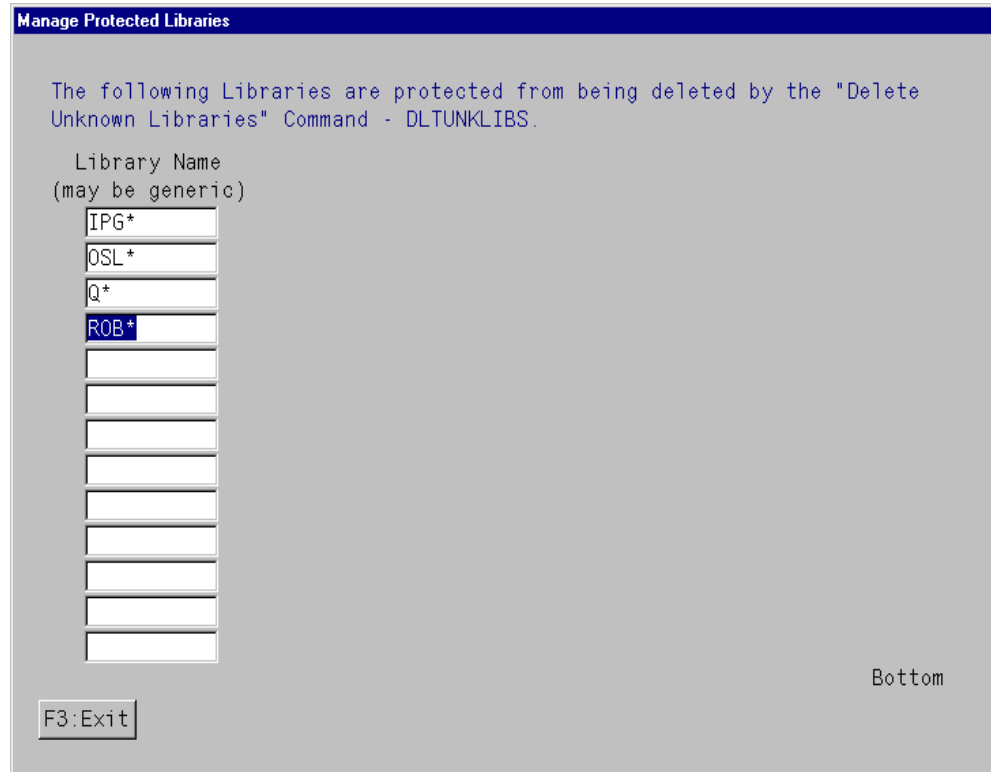 Manage Protected Libraries
The following Libraries are protected from being deleted by the "Delete
Unknown Libraries" Command - DLTUNKLIBS.
Library Name
(may be generic)
IPG*
OSL*
Q*
ROB*
Bottom
F3:Exit